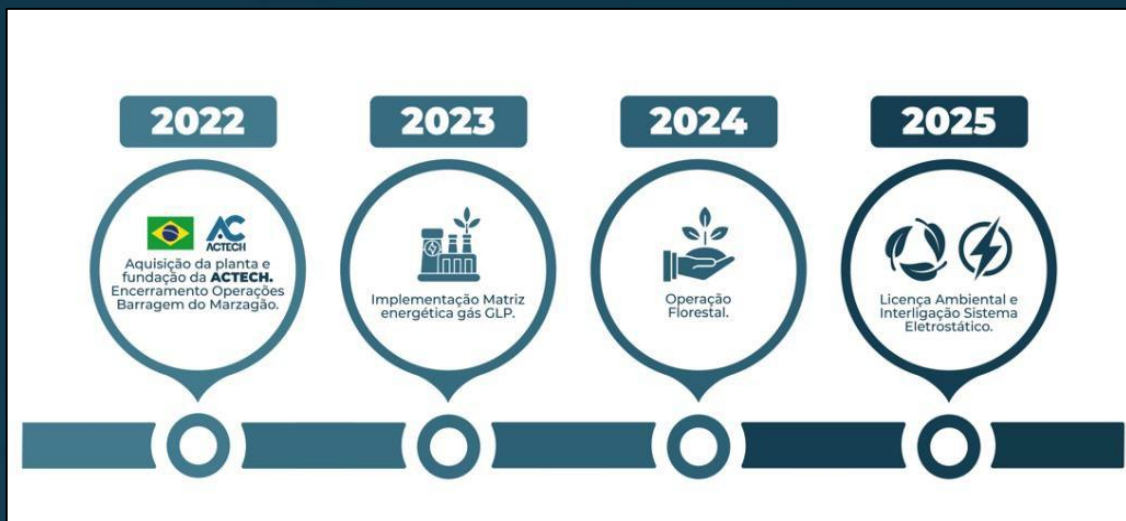 2022
2023
2024
2025
AC
ACTECH
Aquisição da planta e
fundação da ACTECH.
Encerramento Operações
Barragem do Marzagão.
Implementação Matriz
energética gás GLP.
Operação
Florestal.
Licença Ambiental e
Interligação Sistema
Eletrostático.